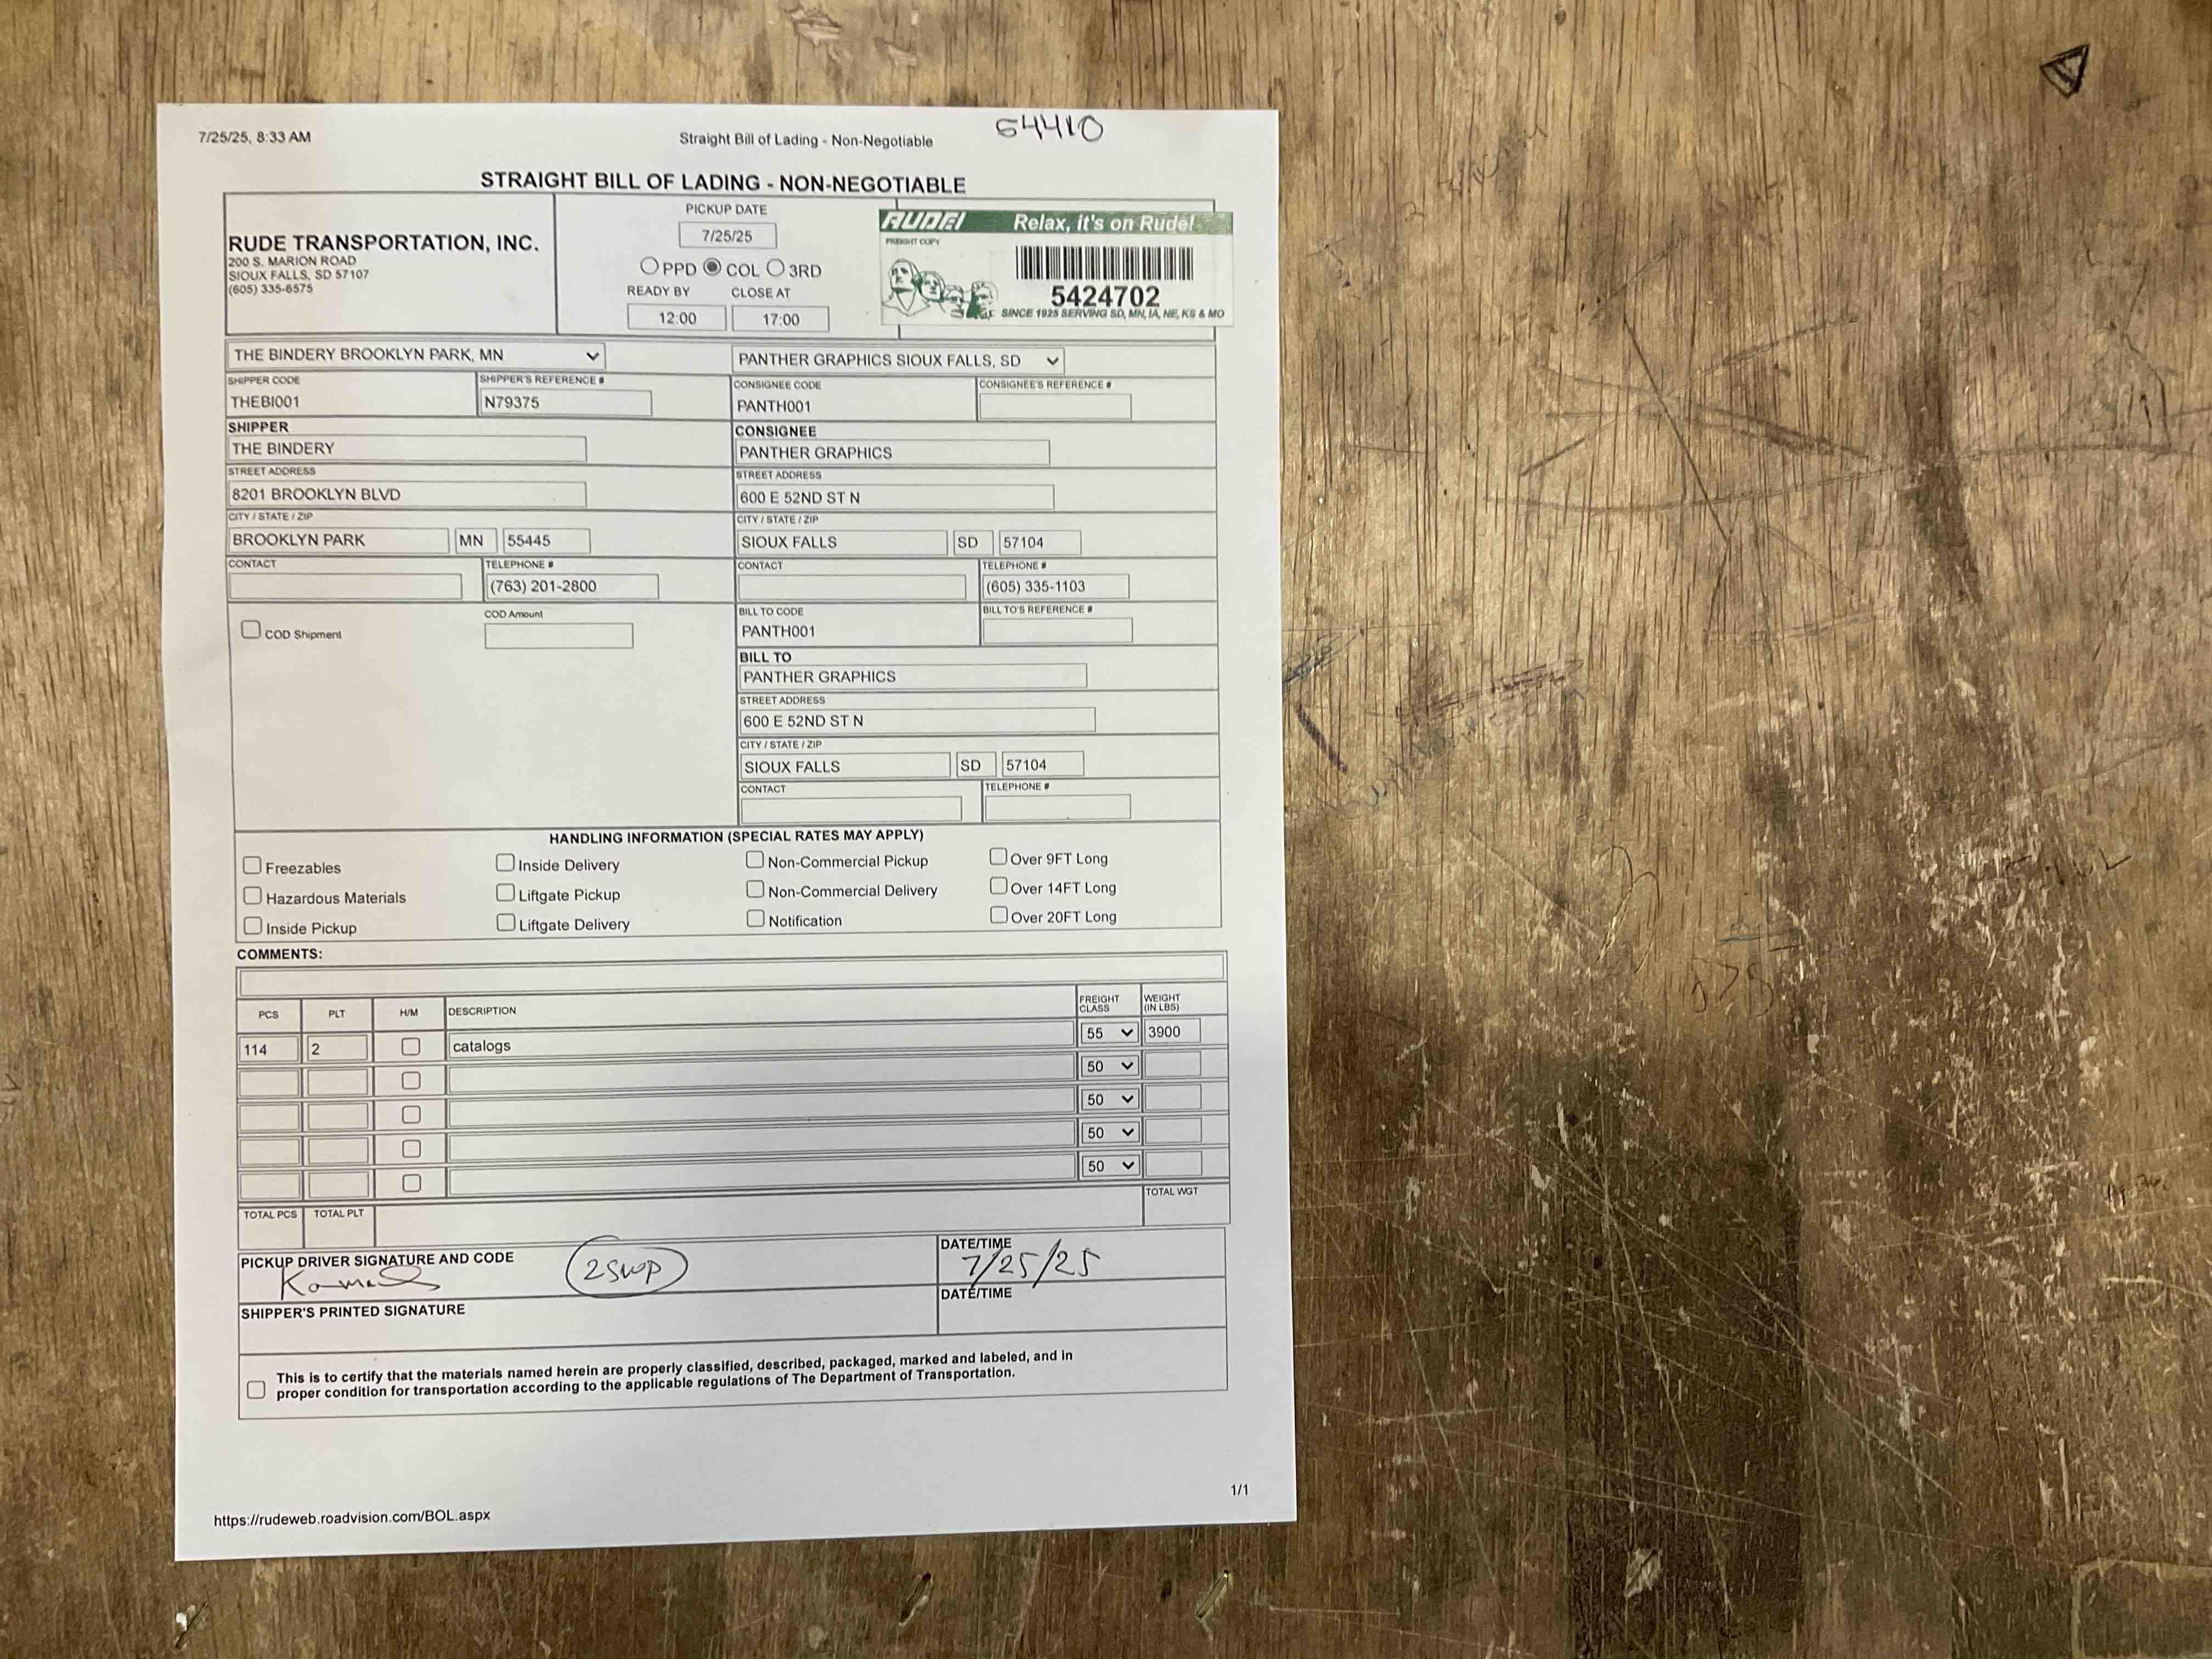 7/25/25, 8:33 AM
Straight Bill of Lading - Non-Negotiable
54410
STRAIGHT BILL OF LADING - NON-NEGOTIABLE
RUDE TRANSPORTATION, INC.
200 S. MARION ROAD
SIOUX FALLS, SD 57107
(605) 335-6575
PICKUP DATE
7/25/25
PPD COL 3RD
READY BY CLOSE AT
12:00 17:00
RUDE! Relax, it's on Rude!
FREIGHT COPY
5424702
SINCE 1925 SERVING SD, MN, IA, NE, KS & MO
THE BINDERY BROOKLYN PARK, MN
PANTHER GRAPHICS SIOUX FALLS, SD
SHIPPER CODE SHIPPER'S REFERENCE # CONSIGNEE CODE CONSIGNEE'S REFERENCE #
THEBI001 N79375 PANTH001
SHIPPER CONSIGNEE
THE BINDERY PANTHER GRAPHICS
STREET ADDRESS STREET ADDRESS
8201 BROOKLYN BLVD 600 E 52ND ST N
CITY / STATE / ZIP CITY / STATE / ZIP
BROOKLYN PARK MN 55445 SIOUX FALLS SD 57104
CONTACT TELEPHONE # CONTACT TELEPHONE #
(763) 201-2800 (605) 335-1103
COD Shipment COD Amount
BILL TO CODE BILL TO'S REFERENCE #
PANTH001
BILL TO
PANTHER GRAPHICS
STREET ADDRESS
600 E 52ND ST N
CITY / STATE / ZIP
SIOUX FALLS SD 57104
CONTACT TELEPHONE #
HANDLING INFORMATION (SPECIAL RATES MAY APPLY)
Freezables Inside Delivery Non-Commercial Pickup Over 9FT Long
Hazardous Materials Liftgate Pickup Non-Commercial Delivery Over 14FT Long
Inside Pickup Liftgate Delivery Notification Over 20FT Long
COMMENTS:
PCS PLT H/M DESCRIPTION FREIGHT CLASS WEIGHT (IN LBS)
114 2 catalogs 55 3900
50
50
50
50
TOTAL PCS TOTAL PLT TOTAL WGT
PICKUP DRIVER SIGNATURE AND CODE DATE/TIME
7/25/25
SHIPPER'S PRINTED SIGNATURE DATE/TIME
This is to certify that the materials named herein are properly classified, described, packaged, marked and labeled, and in
proper condition for transportation according to the applicable regulations of The Department of Transportation.
1/1
https://rudeweb.roadvision.com/BOL.aspx